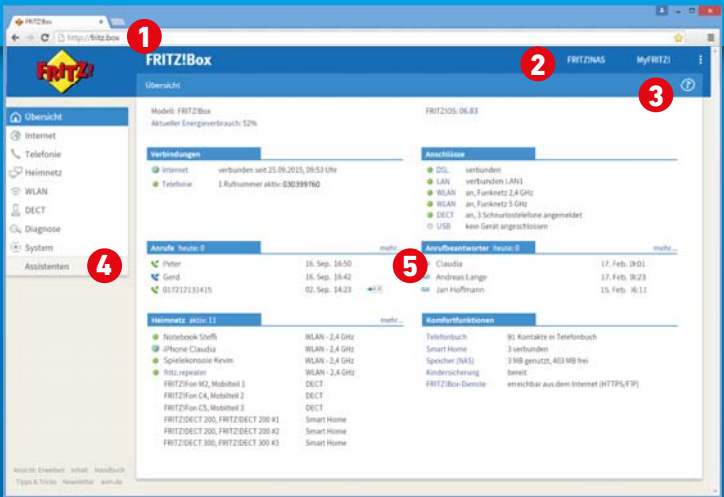 FRITZ!Box
http://fritz.box
1
FRITZ!
FRITZ!Box
2
FRITZ!NAS
MyFRITZ!
Übersicht
3
?
Übersicht
Internet
Telefonie
Heimnetz
WLAN
DECT
Diagnose
System
Assistenten
4
Ansicht: Erweitert Inhalt Handbuch
Tipps & Tricks Newsletter avm.de
Modell: FRITZ!Box
Aktueller Energieverbrauch: 52%
FRITZ!OS: 06.83
Verbindungen
Internet verbunden seit 25.09.2015, 09:53 Uhr
Telefonie 1 Rufnummer aktiv: 030399760
Anschlüsse
DSL verbunden
LAN verbunden LAN1
WLAN an, Funknetz 2,4 GHz
WLAN an, Funknetz 5 GHz
DECT an, 3 Schnurlostelefone angemeldet
USB kein Gerät angeschlossen
Anrufe heute: 0 mehr...
Peter 16. Sep. 16:50
Gerd 16. Sep. 16:42
017212132415 02. Sep. 14:23
5
Anrufbeantworter heute: 0 mehr...
Claudia 17. Feb. 19:01
Andreas Lange 17. Feb. 18:23
Jan Hoffmann 15. Feb. 16:11
Heimnetz aktiv: 11 mehr...
Notebook Steffi WLAN - 2,4 GHz
iPhone Claudia WLAN - 2,4 GHz
Spielekonsole Kevin WLAN - 2,4 GHz
fritz.repeater WLAN - 2,4 GHz
FRITZ!Fon M2, Mobilteil 1 DECT
FRITZ!Fon C4, Mobilteil 2 DECT
FRITZ!Fon C5, Mobilteil 3 DECT
FRITZ!DECT 200, FRITZ!DECT 200 #1 Smart Home
FRITZ!DECT 200, FRITZ!DECT 200 #2 Smart Home
FRITZ!DECT 300, FRITZ!DECT 300 #3 Smart Home
Komfortfunktionen
Telefonbuch 91 Kontakte in Telefonbuch
Smart Home 3 verbunden
Speicher (NAS) 3 MB genutzt, 403 MB frei
Kindersicherung bereit
FRITZ!Box-Dienste erreichbar aus dem Internet (HTTPS/FTP)